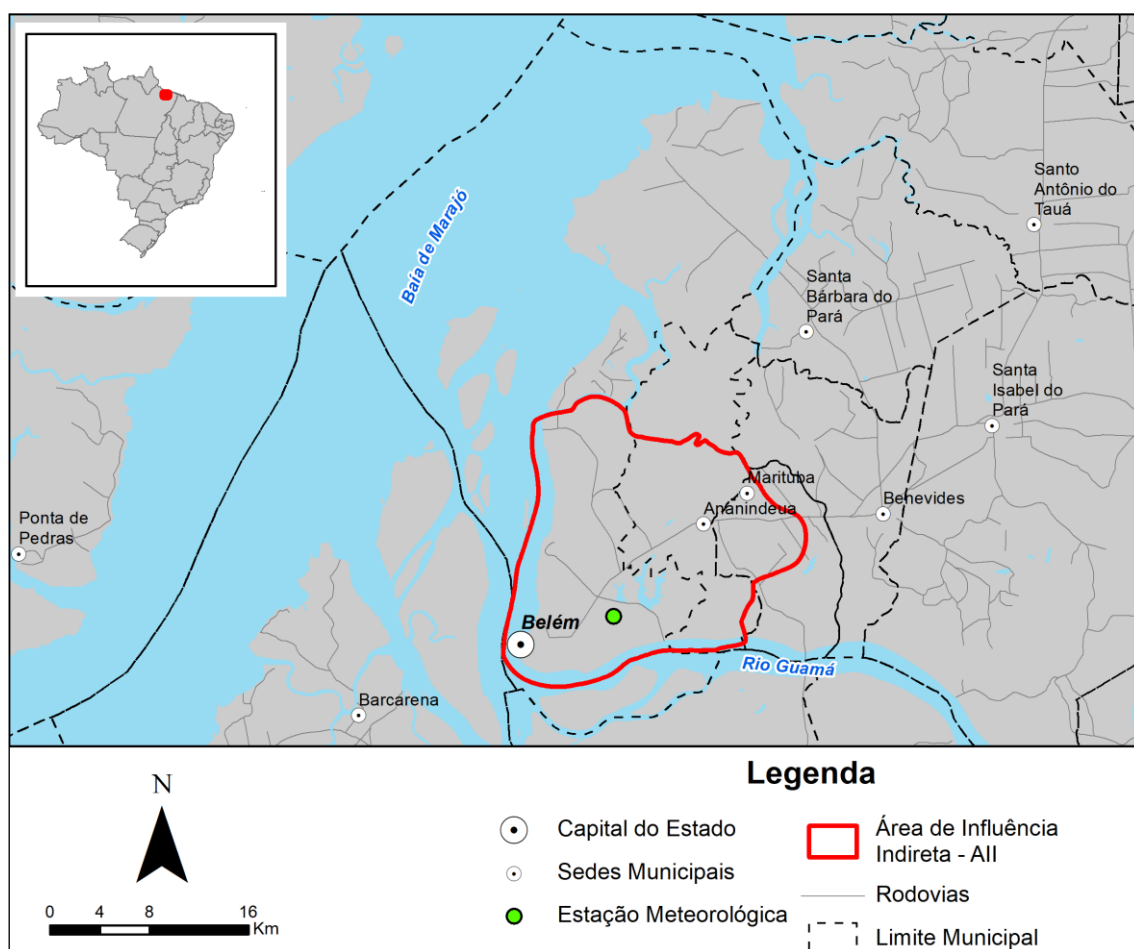 Baía de Marajó
Santo
Antônio do
Tauá
Santa
Bárbara do
Pará
Santa
Isabel do
Pará
Marituba
Ananindeua
Benevides
Ponta de
Pedras
Belém
Rio Guamá
Barcarena
Legenda
N
Capital do Estado
Sedes Municipais
Estação Meteorológica
Área de Influência
Indireta - AII
Rodovias
Limite Municipal
0 4 8 16
Km